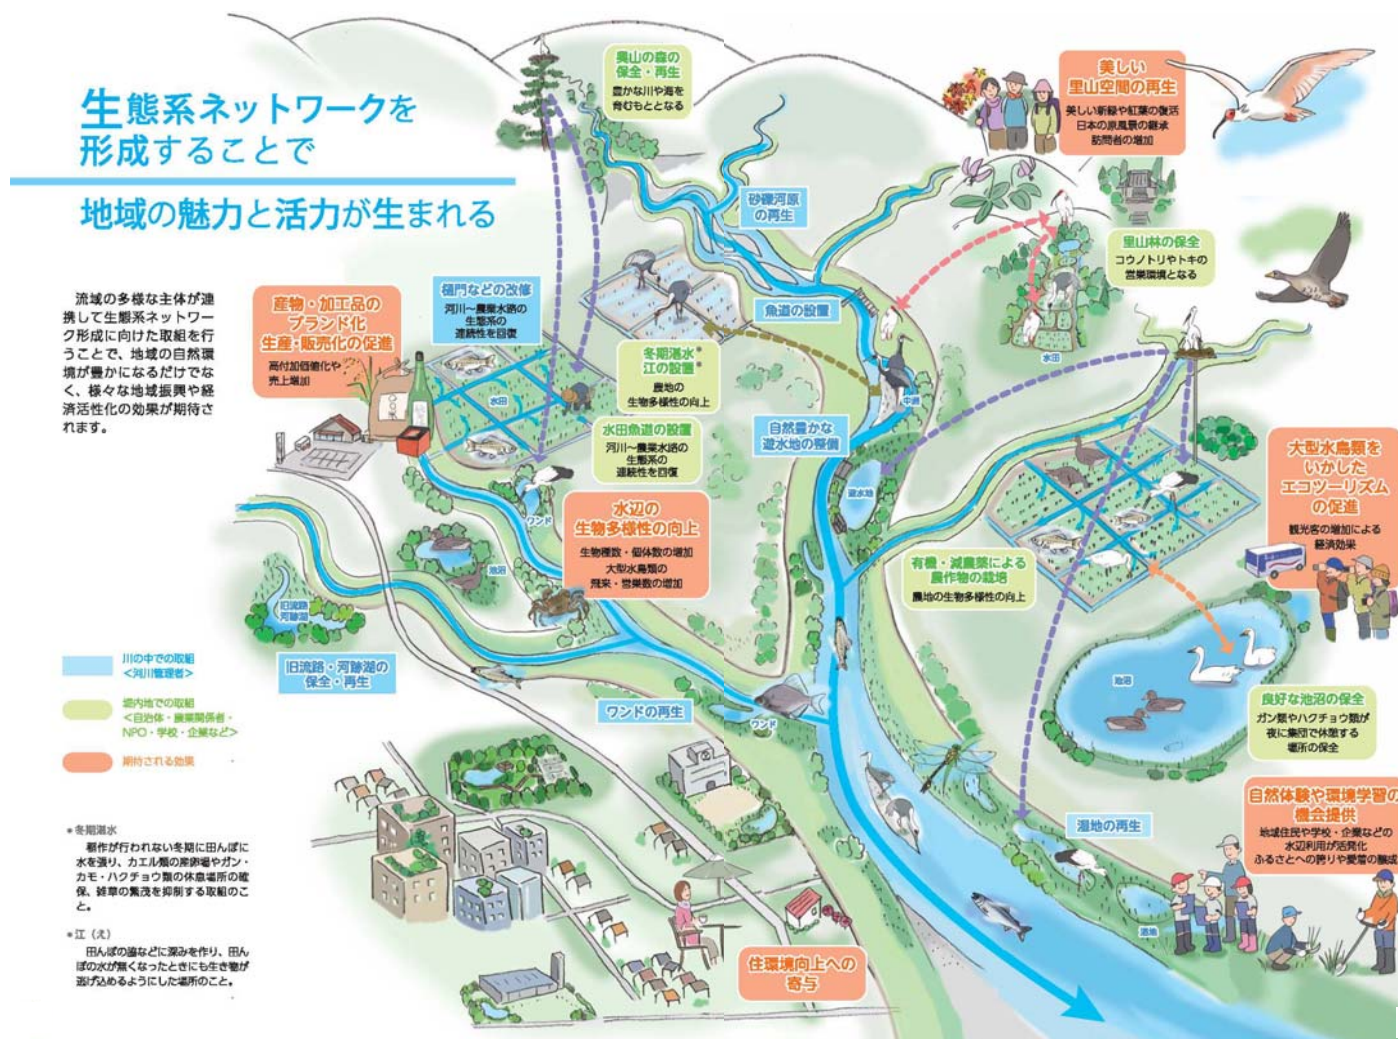 生態系ネットワークを
形成することで
地域の魅力と活力が生まれる
流域の多様な主体が連
携して生態系ネットワー
ク形成に向けた取組を行
うことで、地域の自然環
境が豊かになるだけでな
く、様々な地域振興や経
済活性化の効果が期待さ
れます。
奥山の森の
保全・再生
豊かな川や海を
育むもととなる
美しい
里山空間の再生
美しい新緑や紅葉の復活
日本の原風景の継承
訪問者の増加
砂礫河原
の再生
里山林の保全
コウノトリやトキの
営巣環境となる
産物・加工品の
ブランド化
生産・販売化の促進
高付加価値化や
売上増加
樋門などの改修
河川～農業水路の
生態系の
連続性を回復
魚道の設置
水田
冬期湛水*
江の設置*
農地の
生物多様性の向上
中洲
水田
水田魚道の設置
河川～農業水路の
生態系の
連続性を回復
自然豊かな
遊水地の整備
遊水地
大型水鳥類を
いかした
エコツーリズム
の促進
観光客の増加による
経済効果
ワンド
水辺の
生物多様性の向上
生物種数・個体数の増加
大型水鳥類の
飛来・営巣数の増加
池沼
有機・減農薬による
農作物の栽培
農地の生物多様性の向上
旧流路
河跡湖
旧流路・河跡湖の
保全・再生
ワンドの再生
ワンド
池沼
良好な池沼の保全
ガン類やハクチョウ類が
夜に集団で休憩する
場所の保全
川の中での取組
<河川管理者>
堤内地での取組
<自治体・農業関係者・
NPO・学校・企業など>
期待される効果
自然体験や環境学習の
機会提供
地域住民や学校・企業などの
水辺利用が活発化
ふるさとへの誇りや愛着の醸成
湿地の再生
湿地
住環境向上への
寄与
*冬期湛水
稲作が行われない冬期に田んぼに
水を張り、カエル類の産卵場やガン・
カモ・ハクチョウ類の休息場所の確
保、雑草の繁茂を抑制する取組のこ
と。
*江（え）
田んぼの脇などに深みを作り、田ん
ぼの水が無くなったときにも生き物が
逃げ込めるようにした場所のこと。